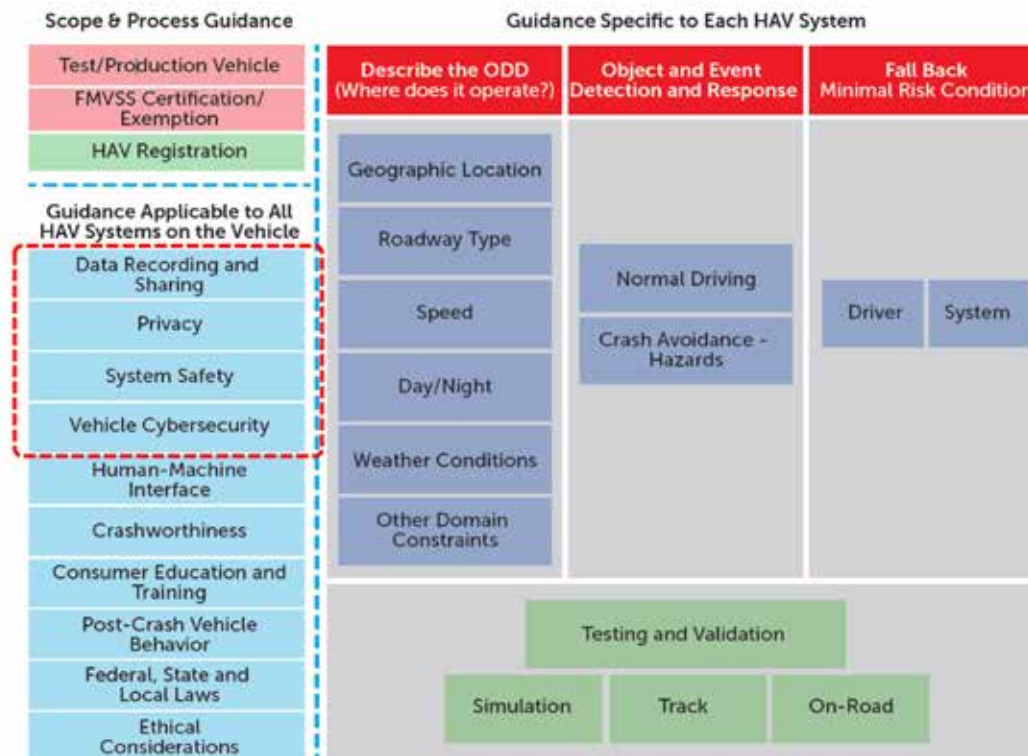 Scope & Process Guidance
Test/Production Vehicle
FMVSS Certification/
Exemption
HAV Registration
Guidance Applicable to All
HAV Systems on the Vehicle
Data Recording and
Sharing
Privacy
System Safety
Vehicle Cybersecurity
Human-Machine
Interface
Crashworthiness
Consumer Education and
Training
Post-Crash Vehicle
Behavior
Federal, State and
Local Laws
Ethical
Considerations
Guidance Specific to Each HAV System
Describe the ODD
(Where does it operate?)
Geographic Location
Roadway Type
Speed
Day/Night
Weather Conditions
Other Domain
Constraints
Object and Event
Detection and Response
Normal Driving
Crash Avoidance -
Hazards
Fall Back
Minimal Risk Condition
Driver
System
Testing and Validation
Simulation
Track
On-Road